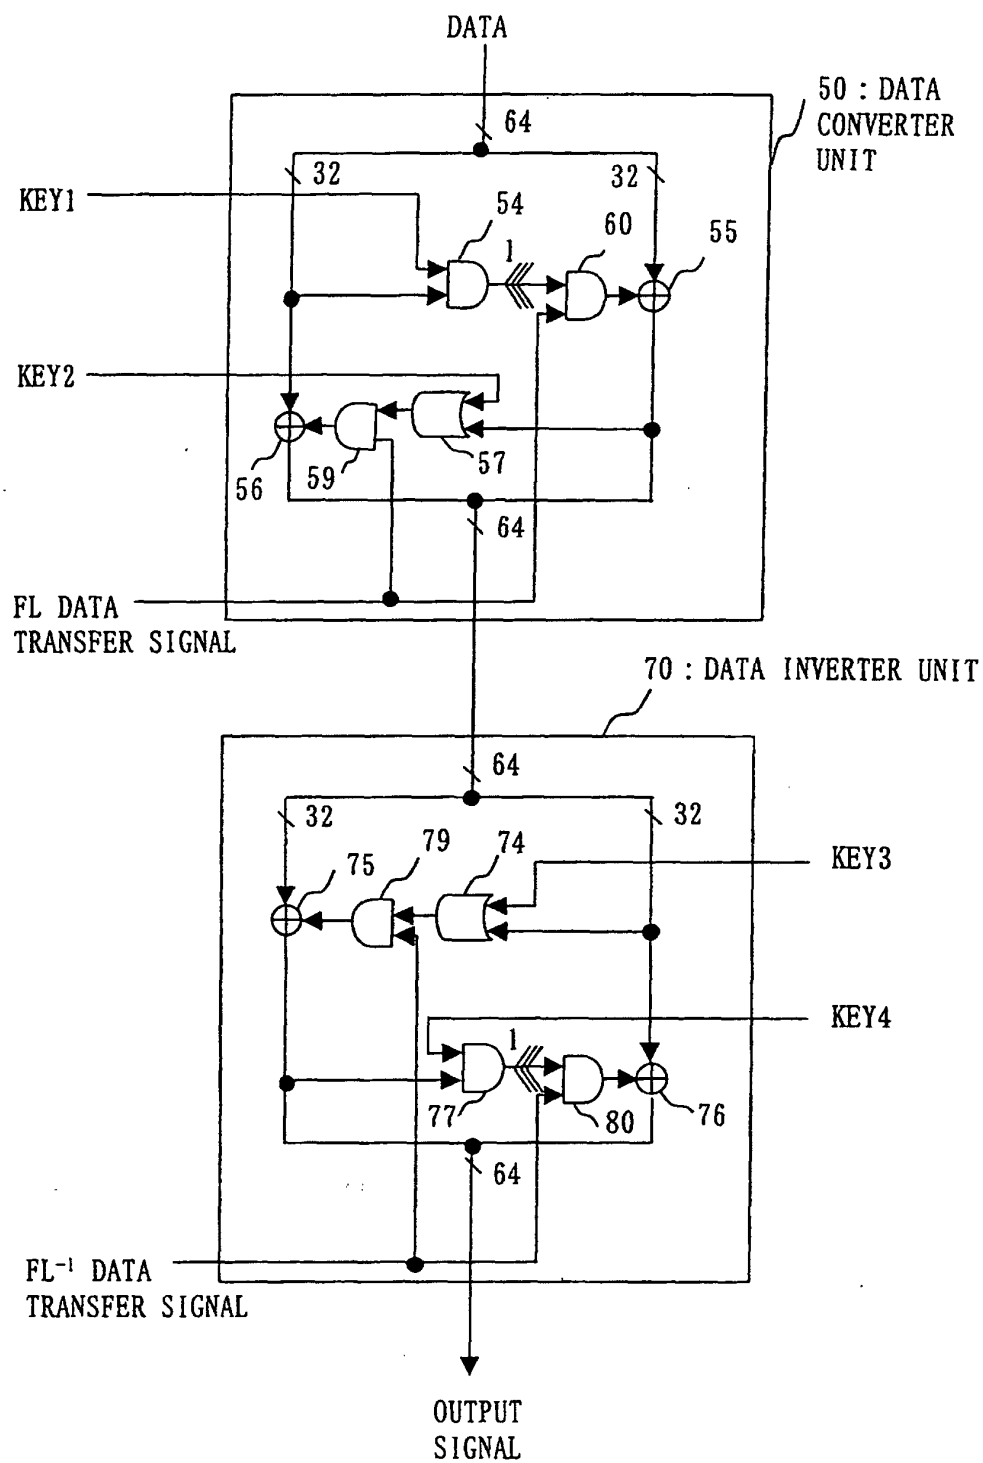 DATA
50 : DATA
CONVERTER
UNIT
64
32
32
KEY1
54
60
55
1
KEY2
56
59
57
64
FL DATA
TRANSFER SIGNAL
70 : DATA INVERTER UNIT
64
32
32
75
79
74
KEY3
KEY4
1
77
80
76
64
FL⁻¹ DATA
TRANSFER SIGNAL
OUTPUT
SIGNAL